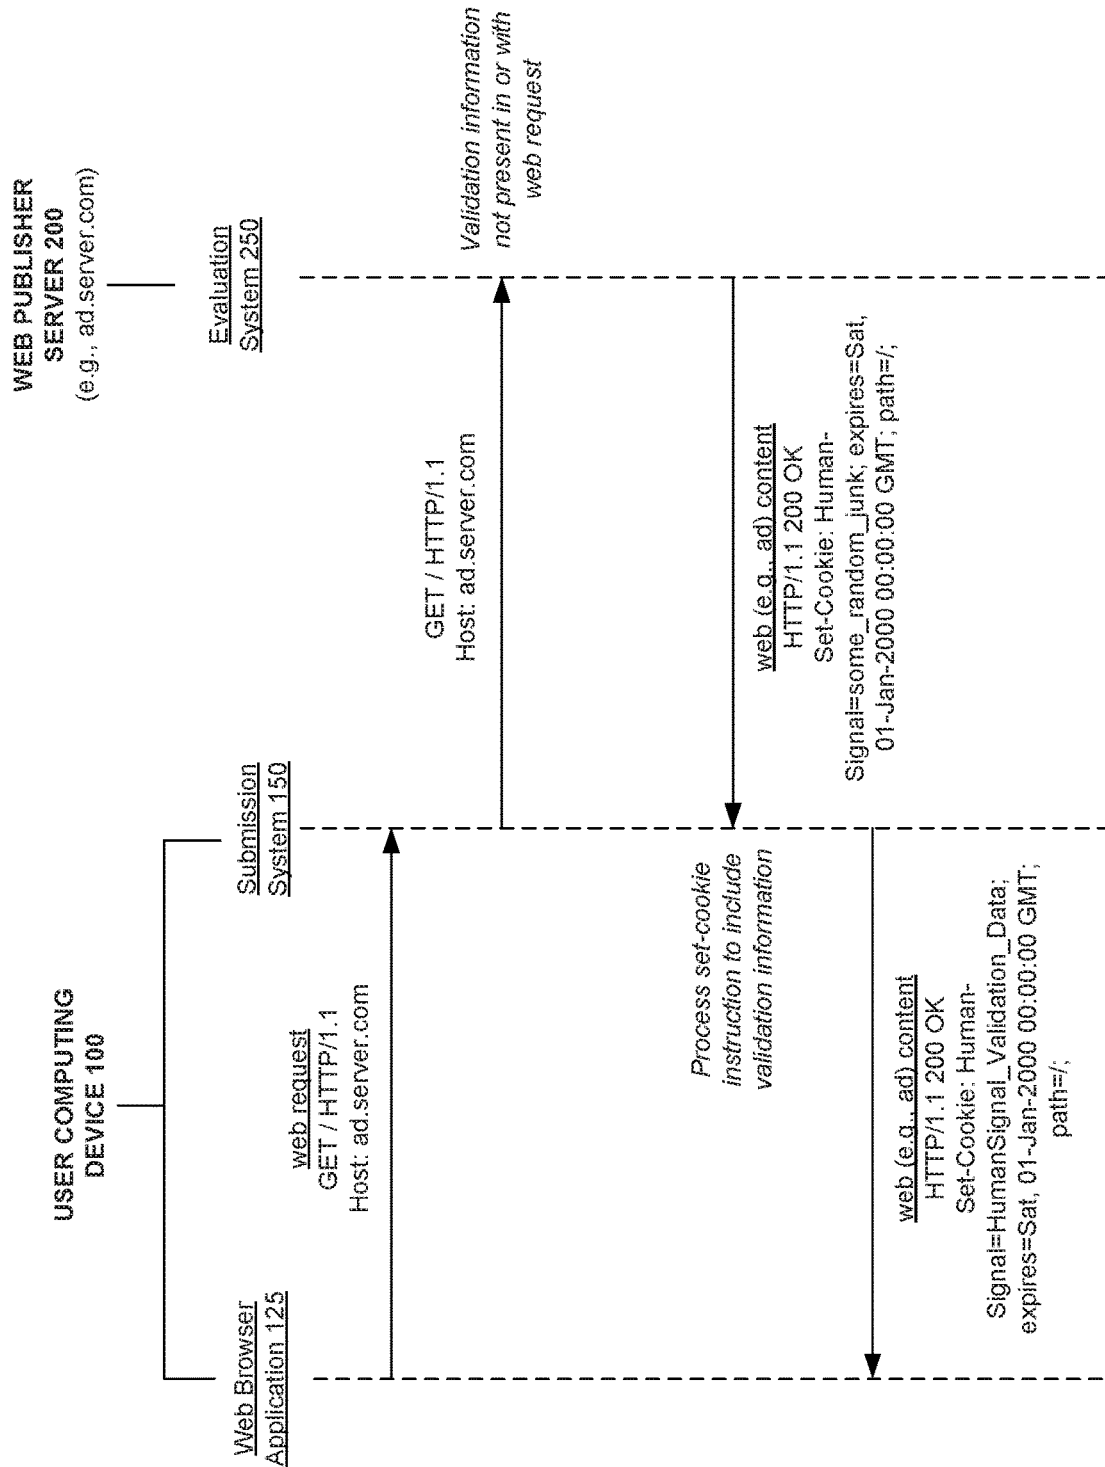 USER COMPUTING
DEVICE 100
WEB PUBLISHER
SERVER 200
(e.g., ad.server.com)
Web Browser
Application 125
Submission
System 150
Evaluation
System 250
web request
GET / HTTP/1.1
Host: ad.server.com
GET / HTTP/1.1
Host: ad.server.com
Validation information
not present in or with
web request
web (e.g., ad) content
HTTP/1.1 200 OK
Set-Cookie: Human-
Signal=some_random_junk; expires=Sat,
01-Jan-2000 00:00:00 GMT; path=/;
Process set-cookie
instruction to include
validation information
web (e.g., ad) content
HTTP/1.1 200 OK
Set-Cookie: Human-
Signal=HumanSignal_Validation_Data;
expires=Sat, 01-Jan-2000 00:00:00 GMT;
path=/;